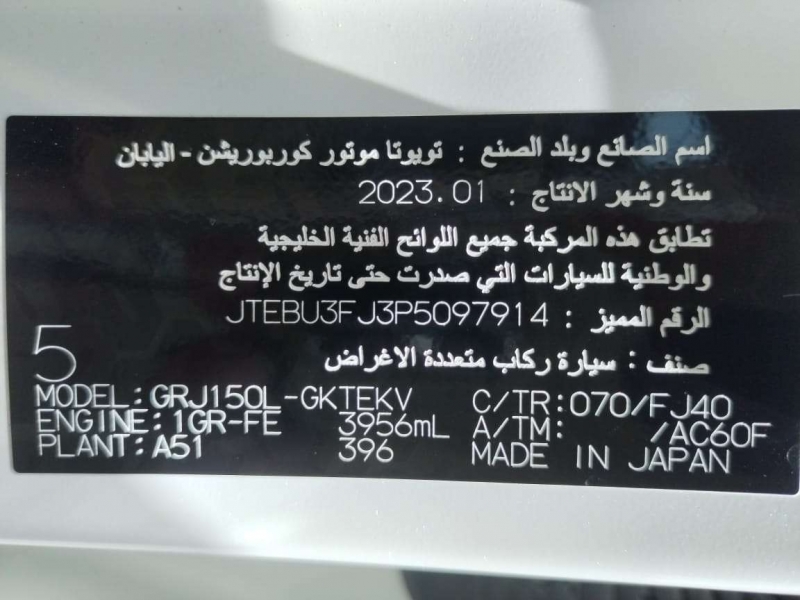 اسم الصانع وبلد الصنع : تويوتا موتور كوربوريشن - اليابان
سنة وشهر الانتاج : 2023.01
تطابق هذه المركبة جميع اللوائح الفنية الخليجية
والوطنية للسيارات التي صدرت حتى تاريخ الإنتاج
الرقم المميز : JTEBU3FJ3P5097914
صنف : سيارة ركاب متعددة الاغراض
5
MODEL:GRJ150L-GKTEKV C/TR:070/FJ40
ENGINE:1GR-FE 3956mL A/TM: /AC60F
PLANT:A51 396 MADE IN JAPAN